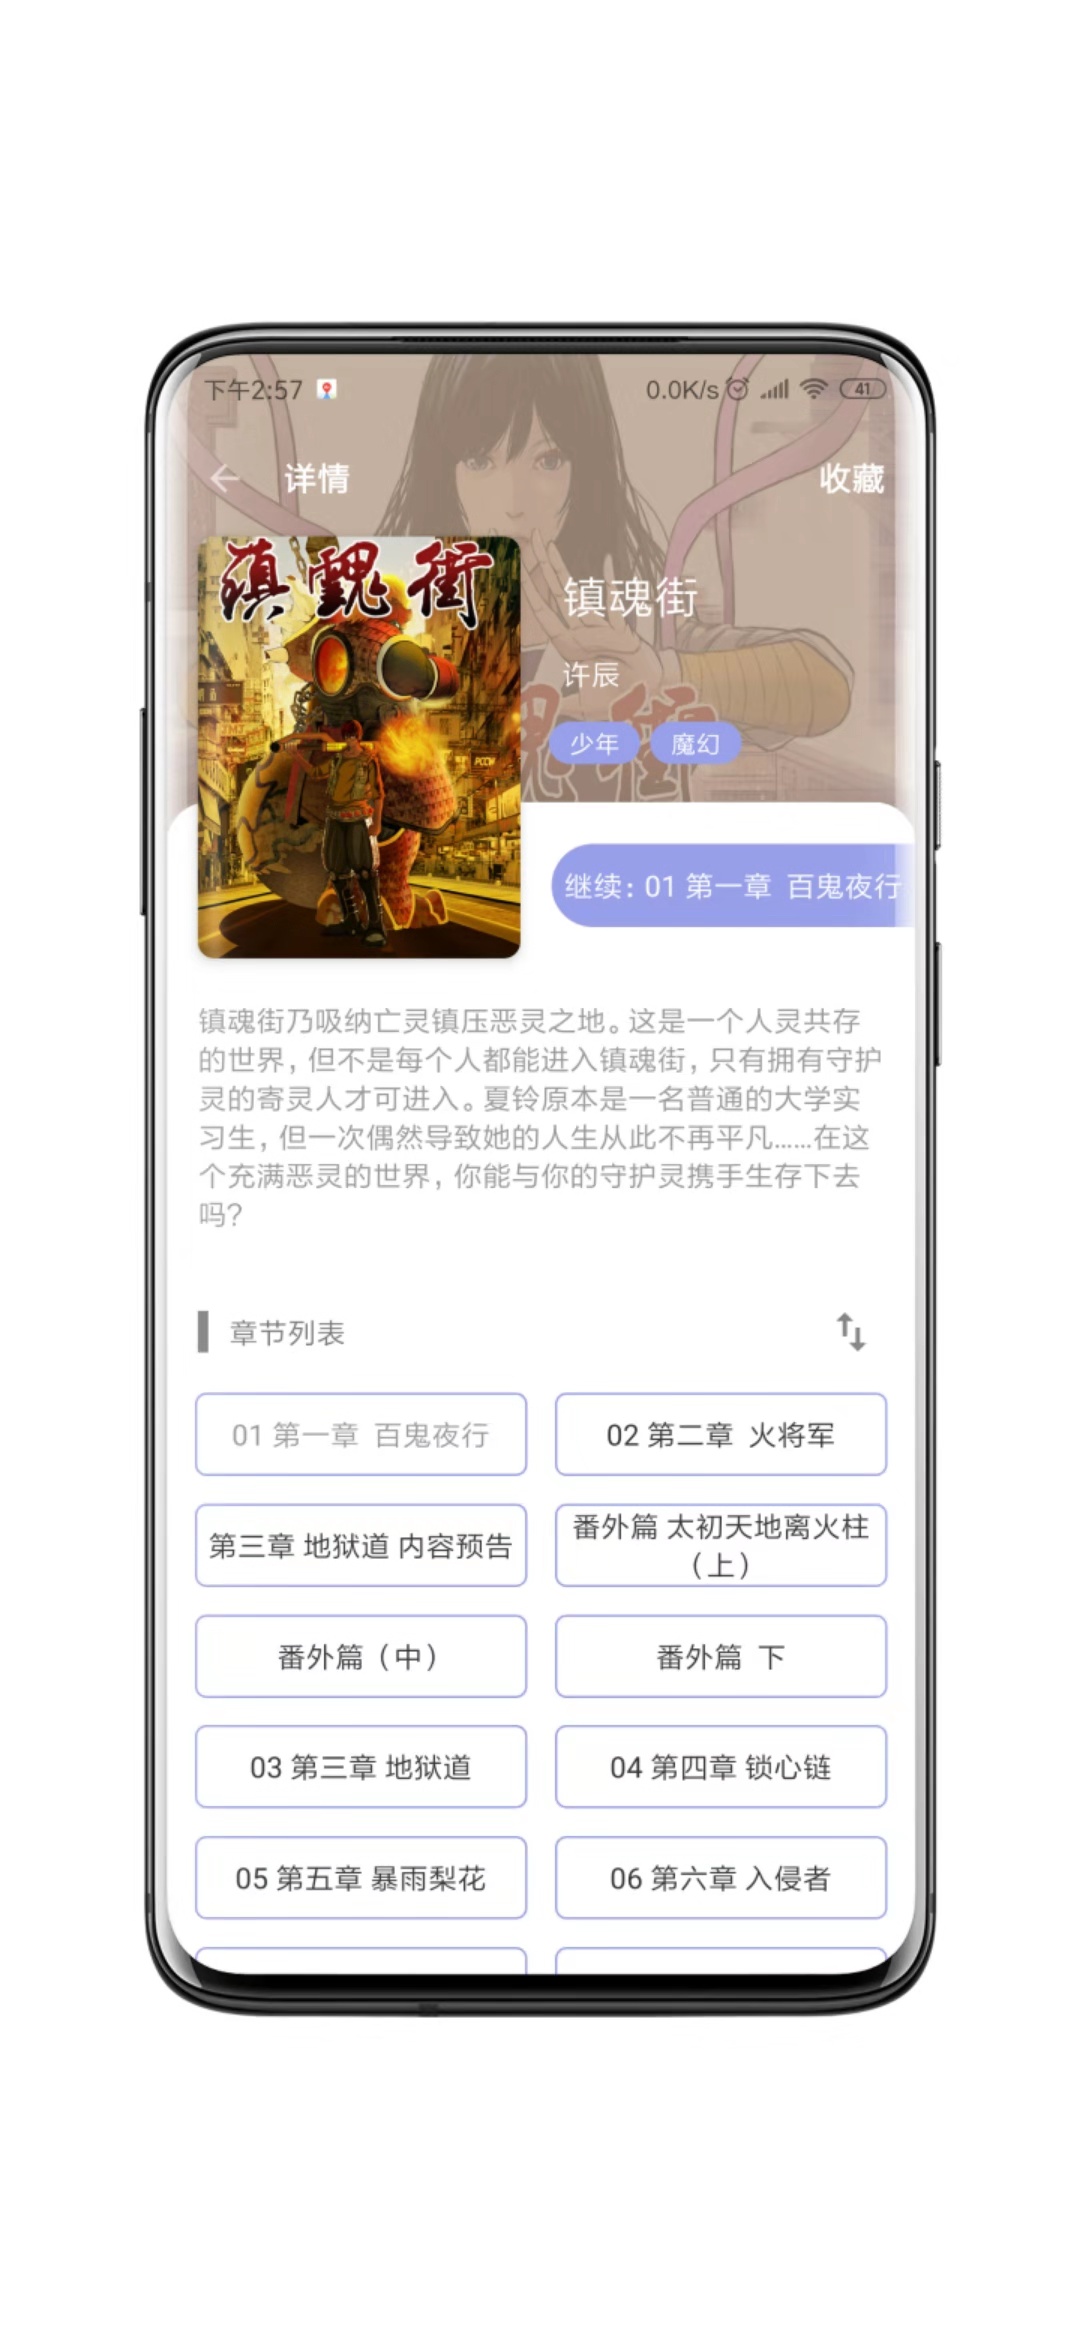 下午2:57
0.0K/s 41
详情
收藏
镇魂街
镇魂街
许辰
少年
魔幻
继续: 01 第一章 百鬼夜行
镇魂街乃吸纳亡灵镇压恶灵之地。这是一个人灵共存
的世界, 但不是每个人都能进入镇魂街, 只有拥有守护
灵的寄灵人才可进入。夏铃原本是一名普通的大学实
习生, 但一次偶然导致她的人生从此不再平凡......在这
个充满恶灵的世界, 你能与你的守护灵携手生存下去
吗?
章节列表
01 第一章 百鬼夜行
02 第二章 火将军
第三章 地狱道 内容预告
番外篇 太初天地离火柱
（上）
番外篇（中）
番外篇 下
03 第三章 地狱道
04 第四章 锁心链
05 第五章 暴雨梨花
06 第六章 入侵者